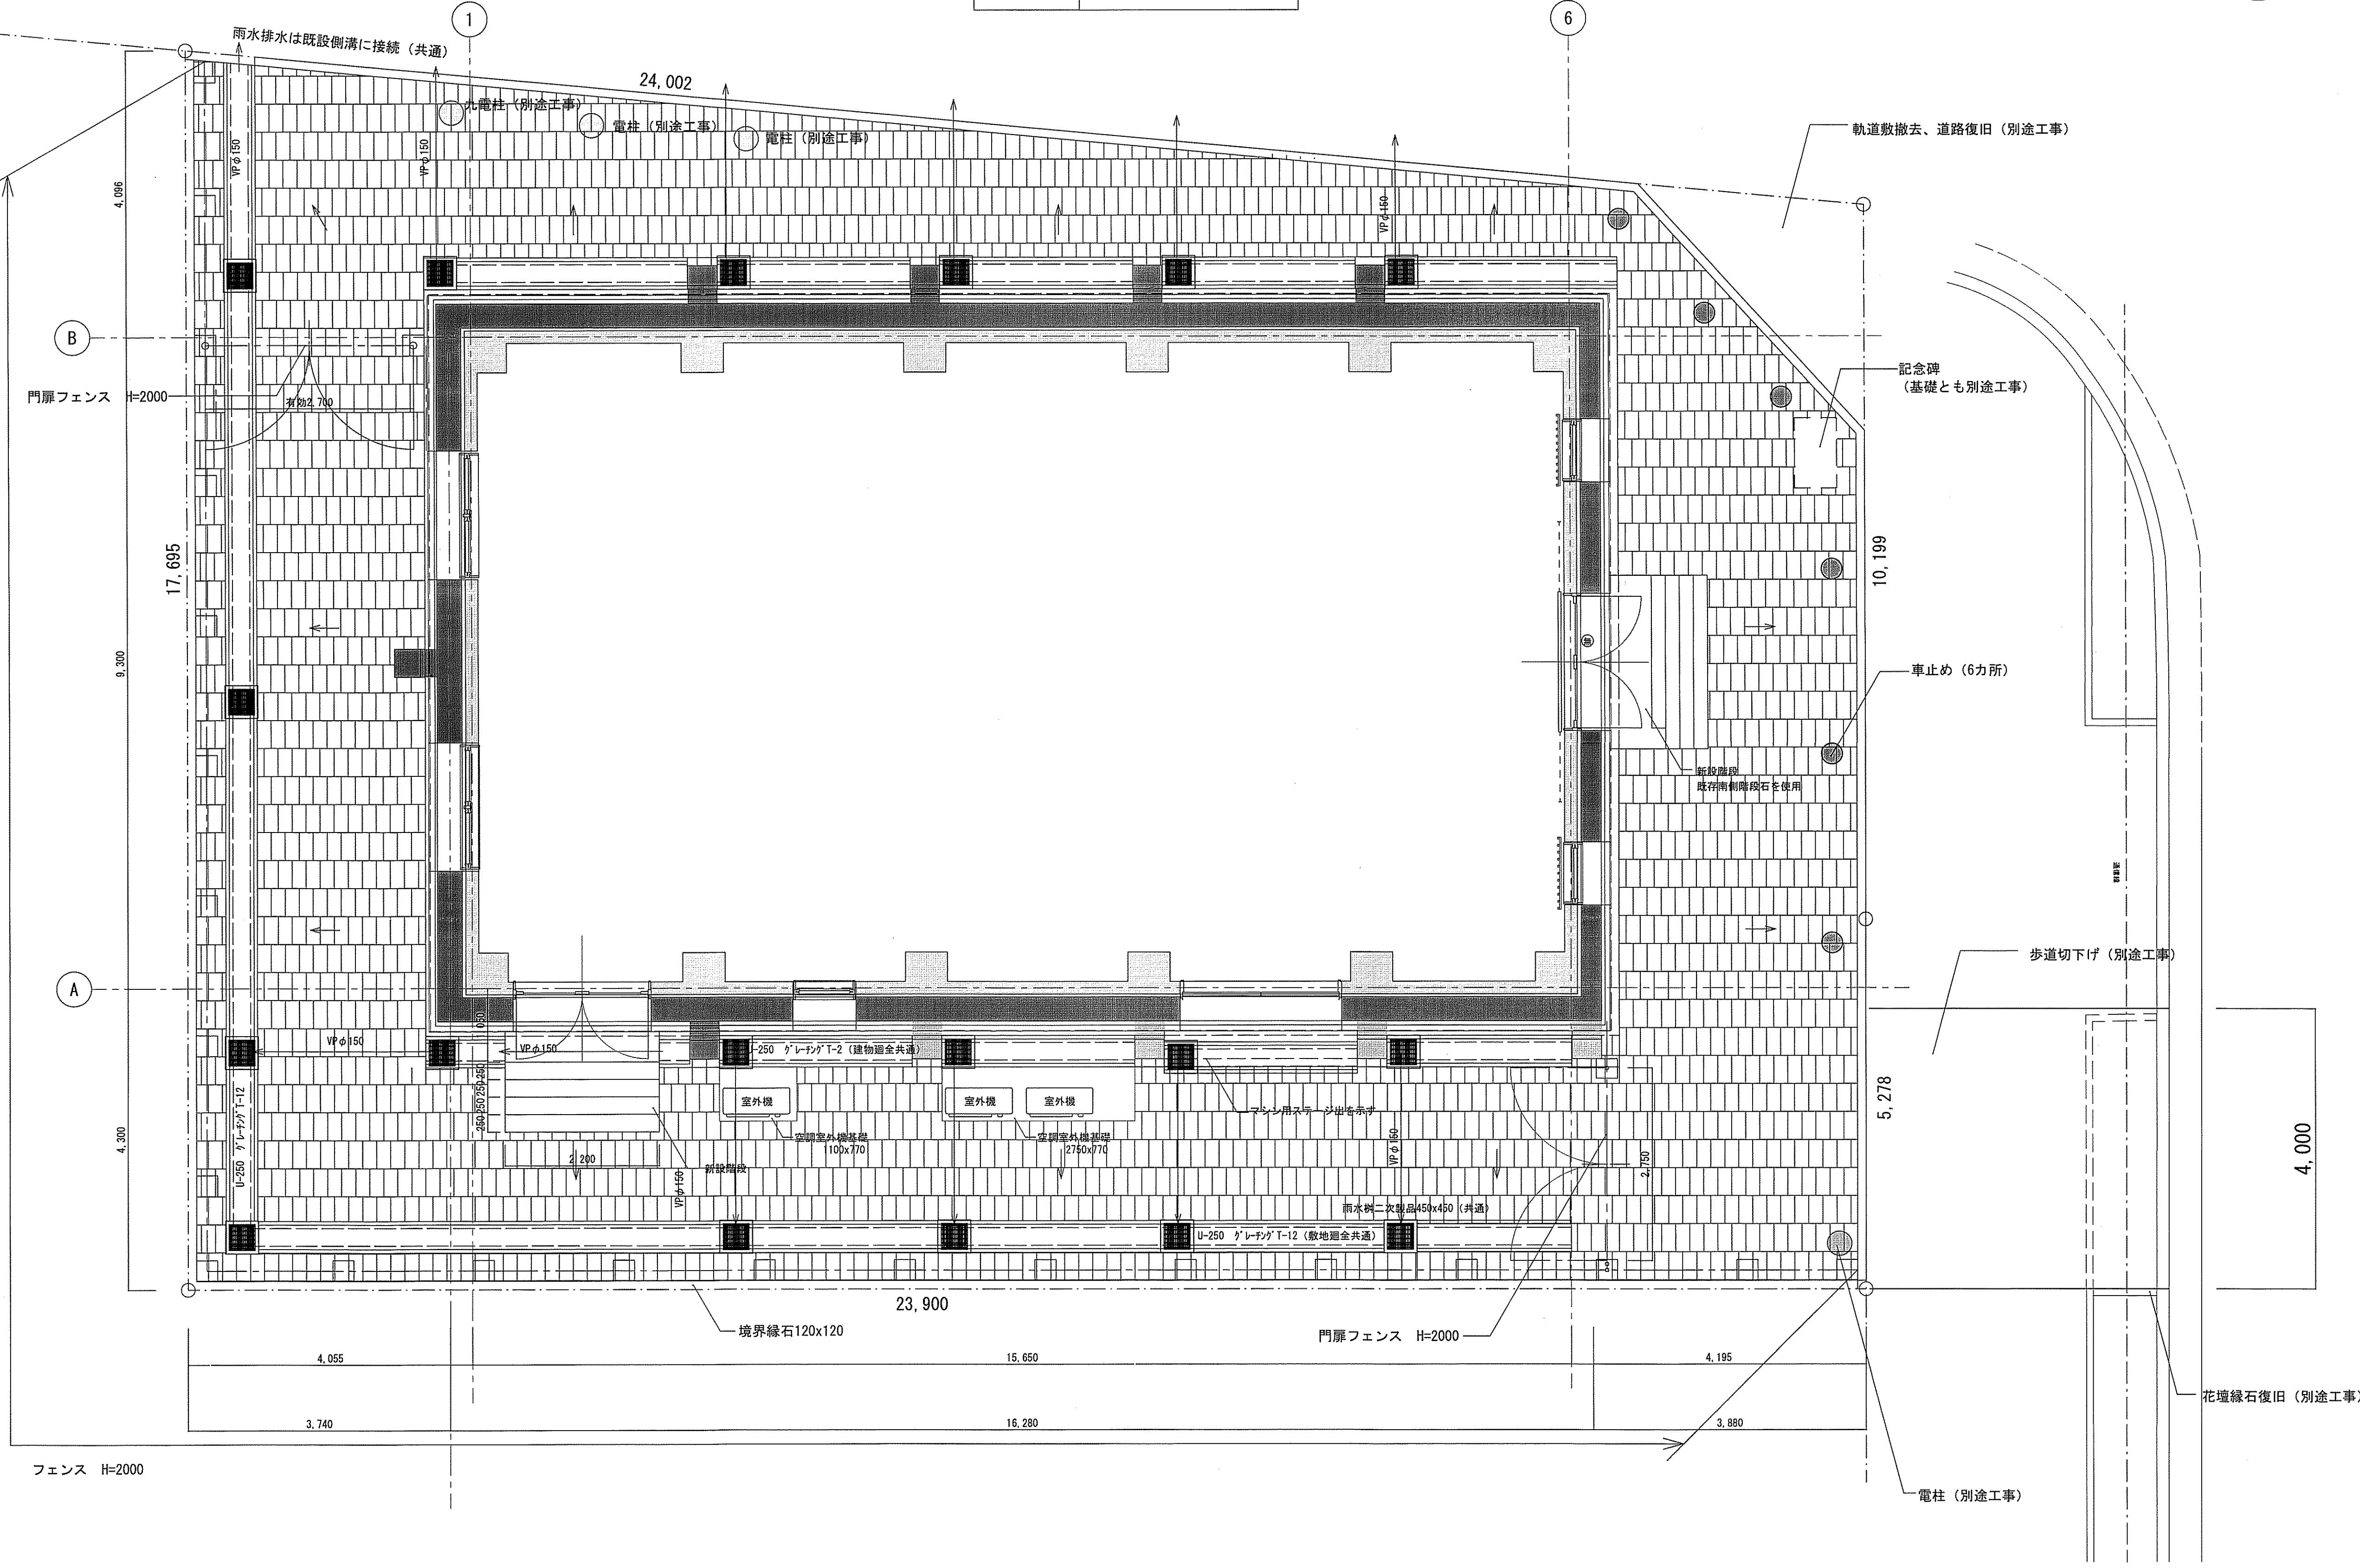 1
6
雨水排水は既設側溝に接続（共通）
24,002
九電柱（別途工事）
電柱（別途工事）
電柱（別途工事）
軌道敷撤去、道路復旧（別途工事）
VPφ150
VPφ150
VPφ150
4,096
B
門扉フェンス　H=2000
有効2,700
記念碑
（基礎とも別途工事）
17,695
10,199
9,300
車止め（6カ所）
新設階段
既存南側階段石を使用
通信線
歩道切下げ（別途工事）
A
VPφ150
VPφ150
U-250　ｸﾞﾚｰﾁﾝｸﾞT-2（建物廻全共通）
250 250 250 250
U-250　ｸﾞﾚｰﾁﾝｸﾞT-12
室外機
室外機
室外機
マシン用ステージ出を示す
空調室外機基礎
1100x770
空調室外機基礎
2750x770
4,300
2,200
新設階段
VPφ150
VPφ150
2,750
5,278
4,000
雨水桝二次製品450x450（共通）
U-250　ｸﾞﾚｰﾁﾝｸﾞT-12（敷地廻全共通）
23,900
境界縁石120x120
門扉フェンス　H=2000
4,055
15,650
4,195
3,740
16,280
3,880
花壇縁石復旧（別途工事）
フェンス　H=2000
電柱（別途工事）